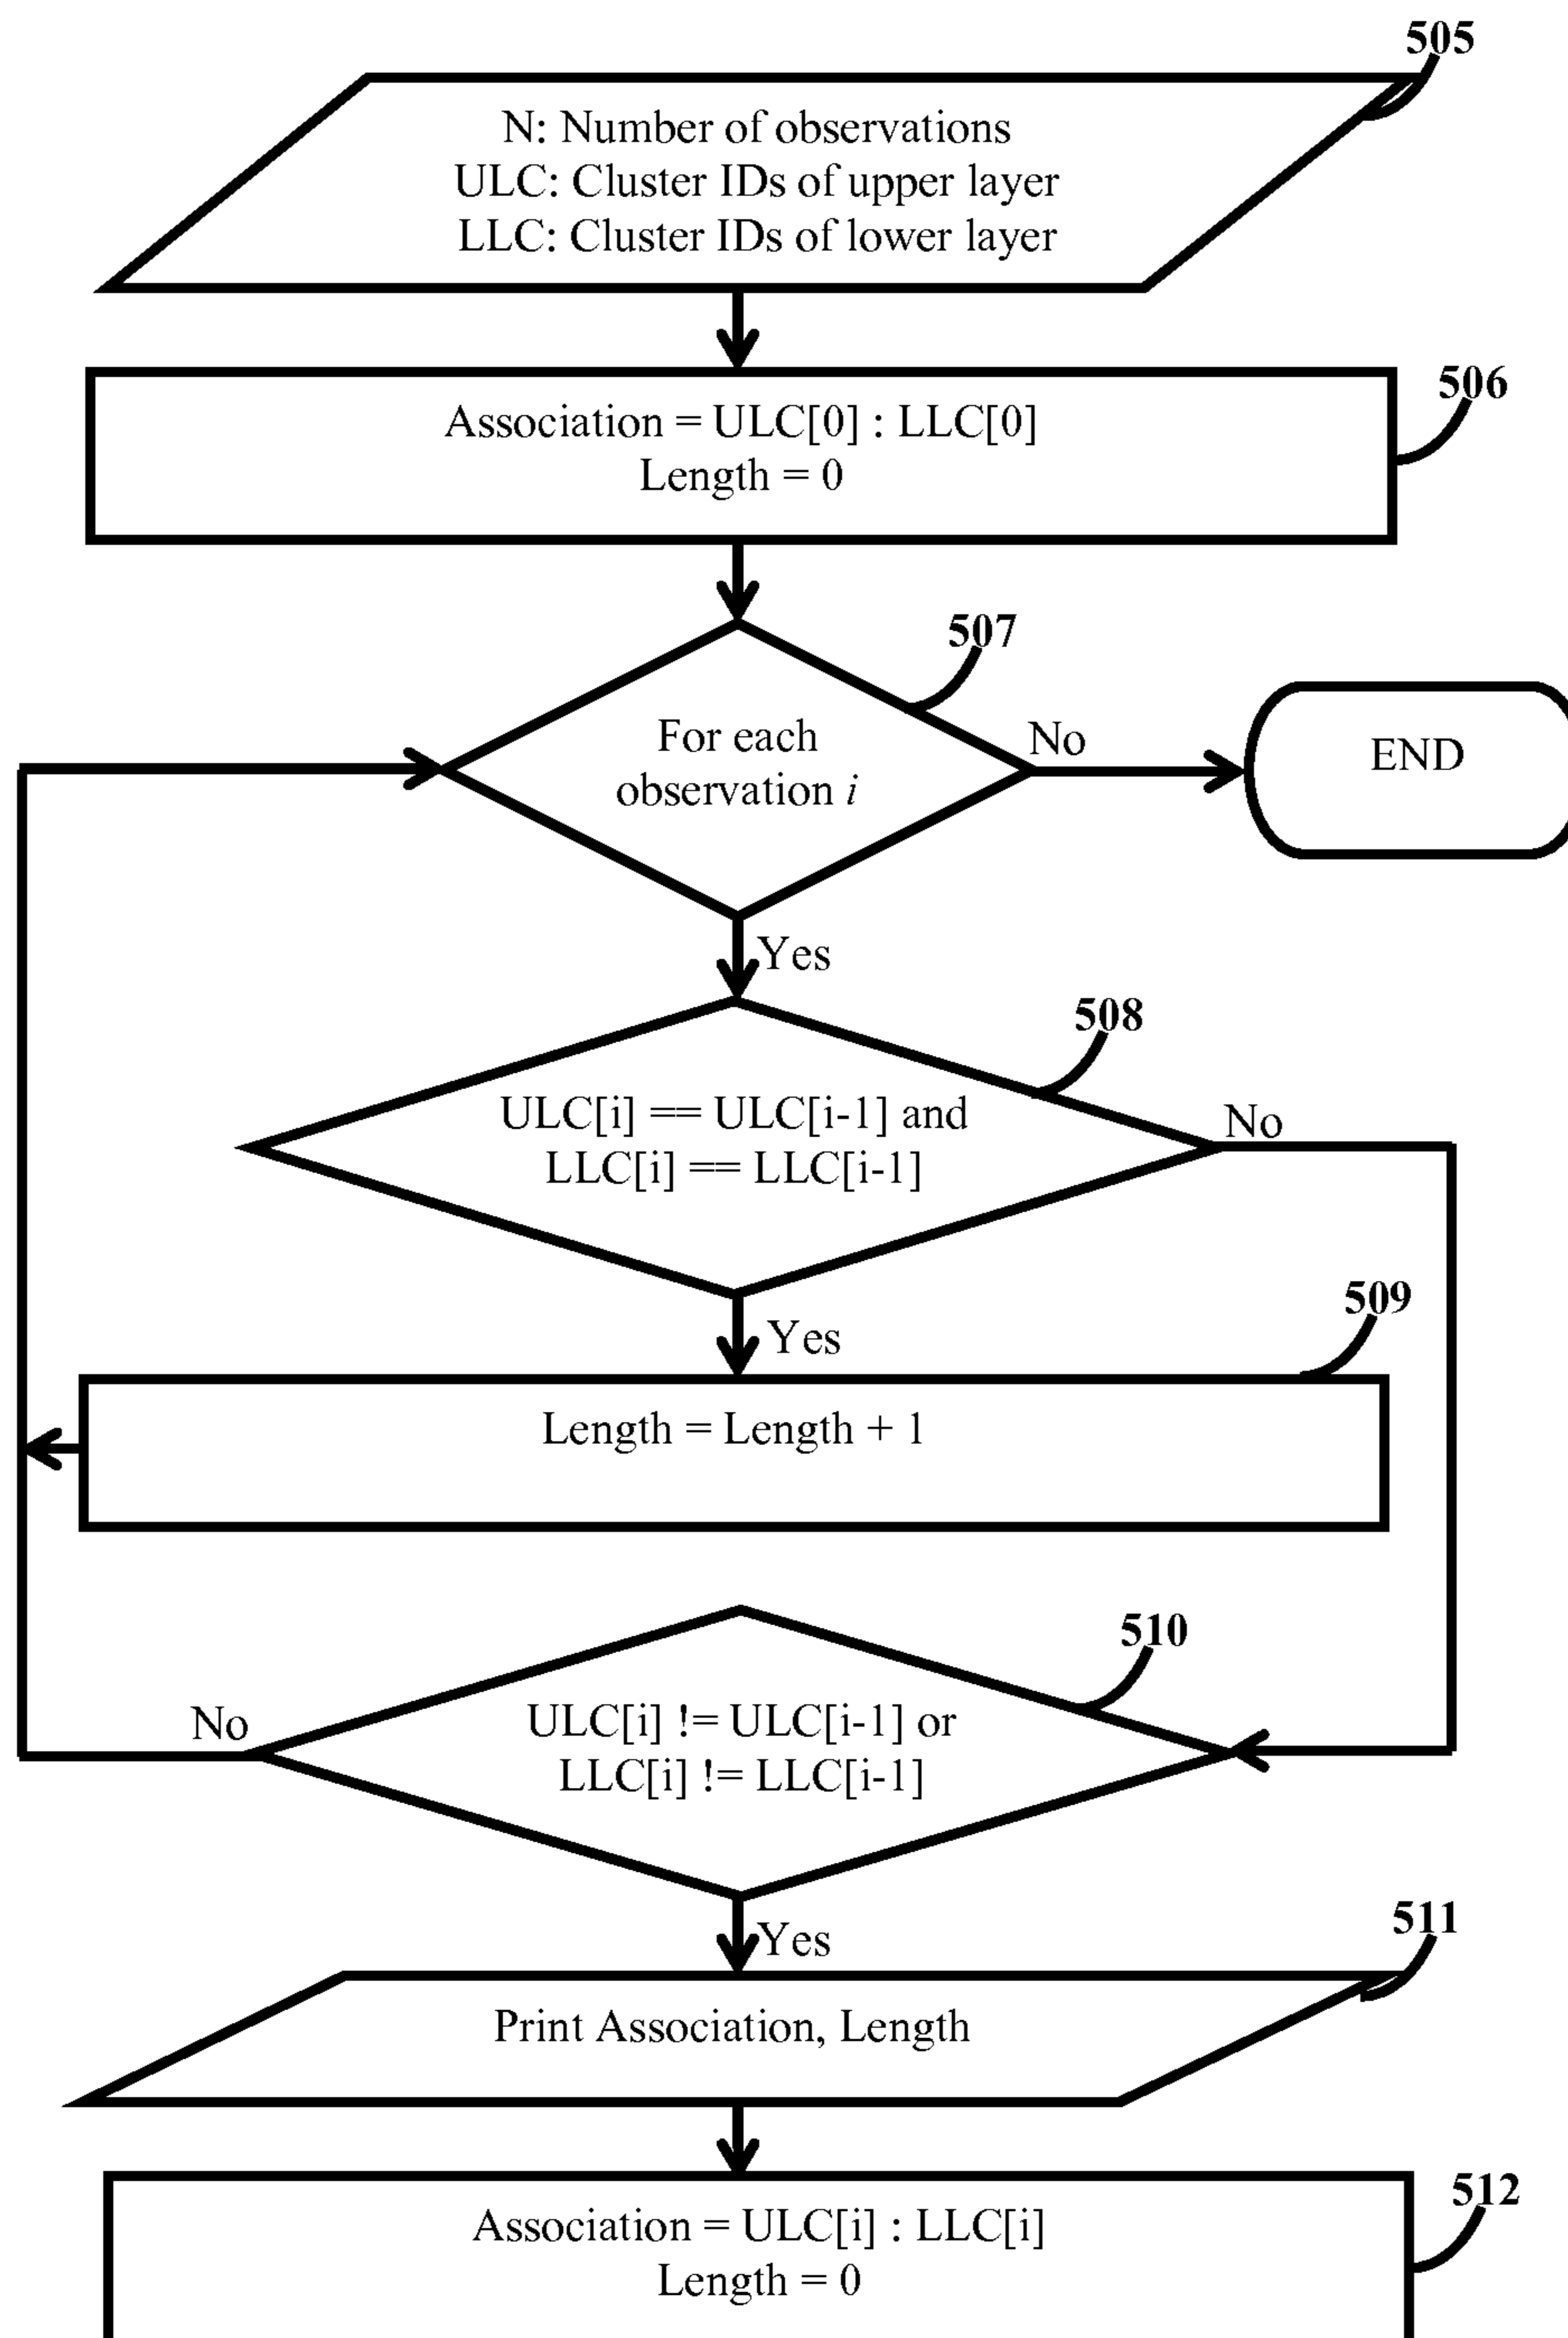 505
N: Number of observations
ULC: Cluster IDs of upper layer
LLC: Cluster IDs of lower layer
506
Association = ULC[0] : LLC[0]
Length = 0
507
For each
observation i
No
END
Yes
508
ULC[i] == ULC[i-1] and
LLC[i] == LLC[i-1]
No
Yes
509
Length = Length + 1
510
No
ULC[i] != ULC[i-1] or
LLC[i] != LLC[i-1]
Yes
511
Print Association, Length
512
Association = ULC[i] : LLC[i]
Length = 0